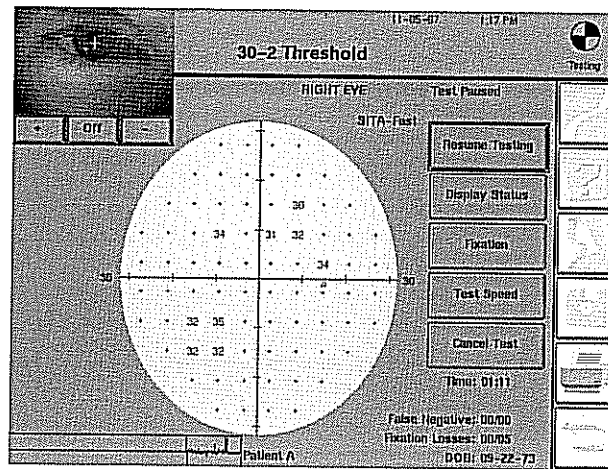 11-05-07 1:17 PM
30-2 Threshold
Testing
RIGHT EYE Test Paused
+ Off -
SITA-Fast
Resume Testing
Display Status
30
34 31 32
Fixation
34
30 30
Test Speed
32 35
32 32
Cancel Test
Time: 01:11
False Negative: 00/00
Fixation Losses: 00/05
Patient A
DOB: 09-22-73